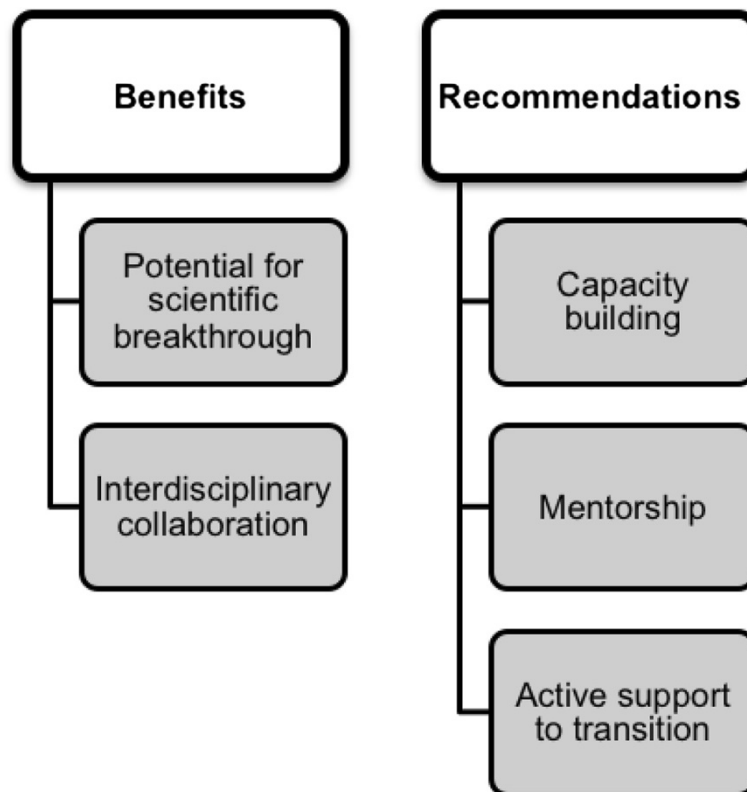 Benefits
Potential for
scientific
breakthrough
Interdisciplinary
collaboration
Recommendations
Capacity
building
Mentorship
Active support
to transition